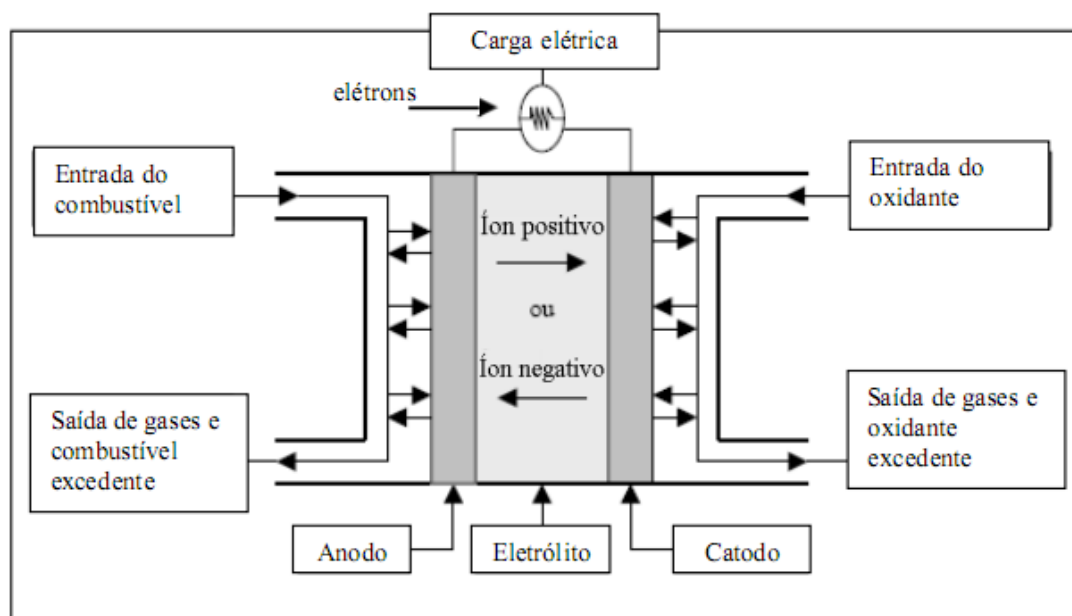 Carga elétrica
elétrons
Entrada do
combustível
Entrada do
oxidante
Íon positivo
ou
Íon negativo
Saída de gases e
combustível
excedente
Saída de gases e
oxidante
excedente
Anodo
Eletrólito
Catodo